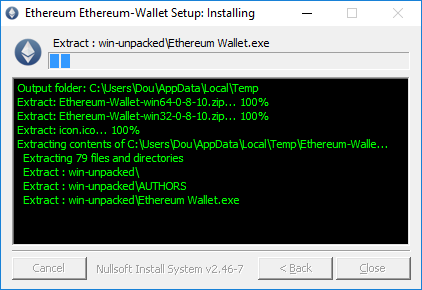 Ethereum Ethereum-Wallet Setup: Installing
Extract : win-unpacked\Ethereum Wallet.exe
Output folder: C:\Users\Dou\AppData\Local\Temp
Extract: Ethereum-Wallet-win64-0-8-10.zip... 100%
Extract: Ethereum-Wallet-win32-0-8-10.zip... 100%
Extract: icon.ico... 100%
Extracting contents of C:\Users\Dou\AppData\Local\Temp\Ethereum-Walle...
Extracting 79 files and directories
Extract : win-unpacked\
Extract : win-unpacked\AUTHORS
Extract : win-unpacked\Ethereum Wallet.exe
Cancel
Nullsoft Install System v2.46-7
< Back
Close